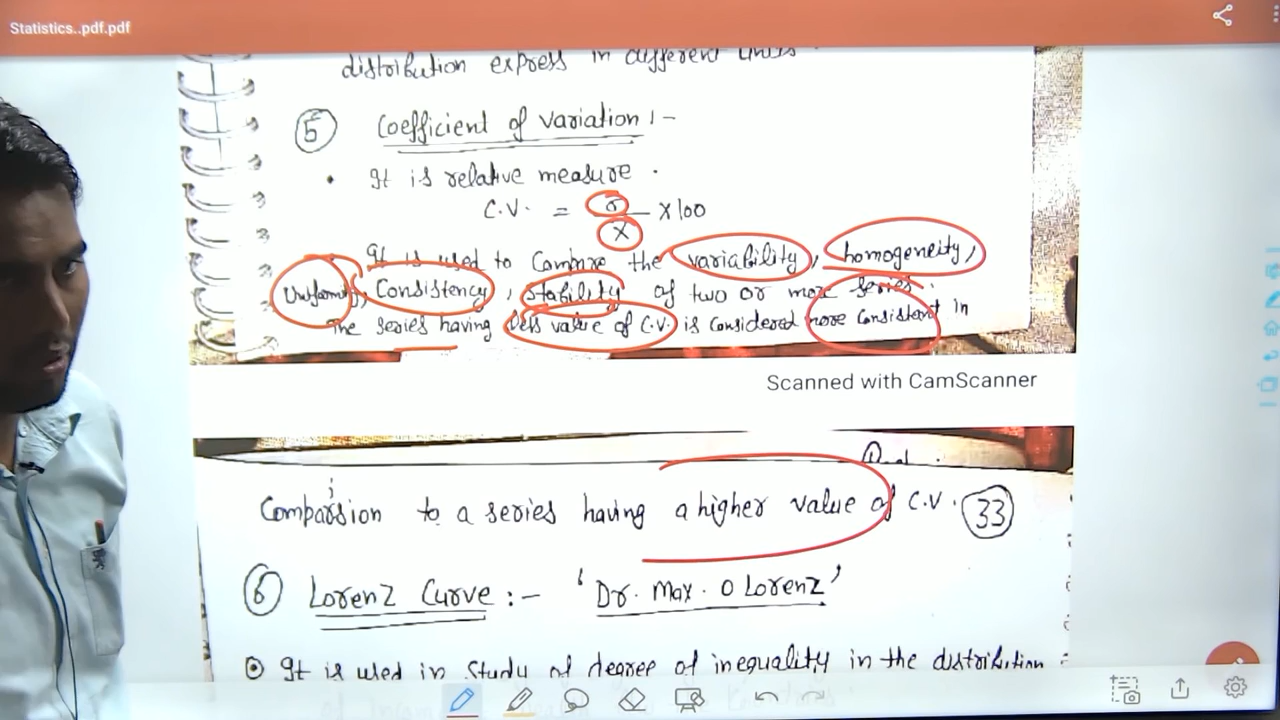 Statistics..pdf.pdf
distribution express in different units
5 Coefficient of variation :-
• It is relative measure .
C.V. = σ/x × 100
It is used to Compare the variability, homogeneity,
Uniformity, Consistency, stability of two or more series.
The series having less value of C.V. is considered more consistent in
Scanned with CamScanner
Comparsion to a series having a higher value of C.V. 33
6 Lorenz Curve :- 'Dr. Max. O Lorenz'
It is used in study of degree of inequality in the distribution